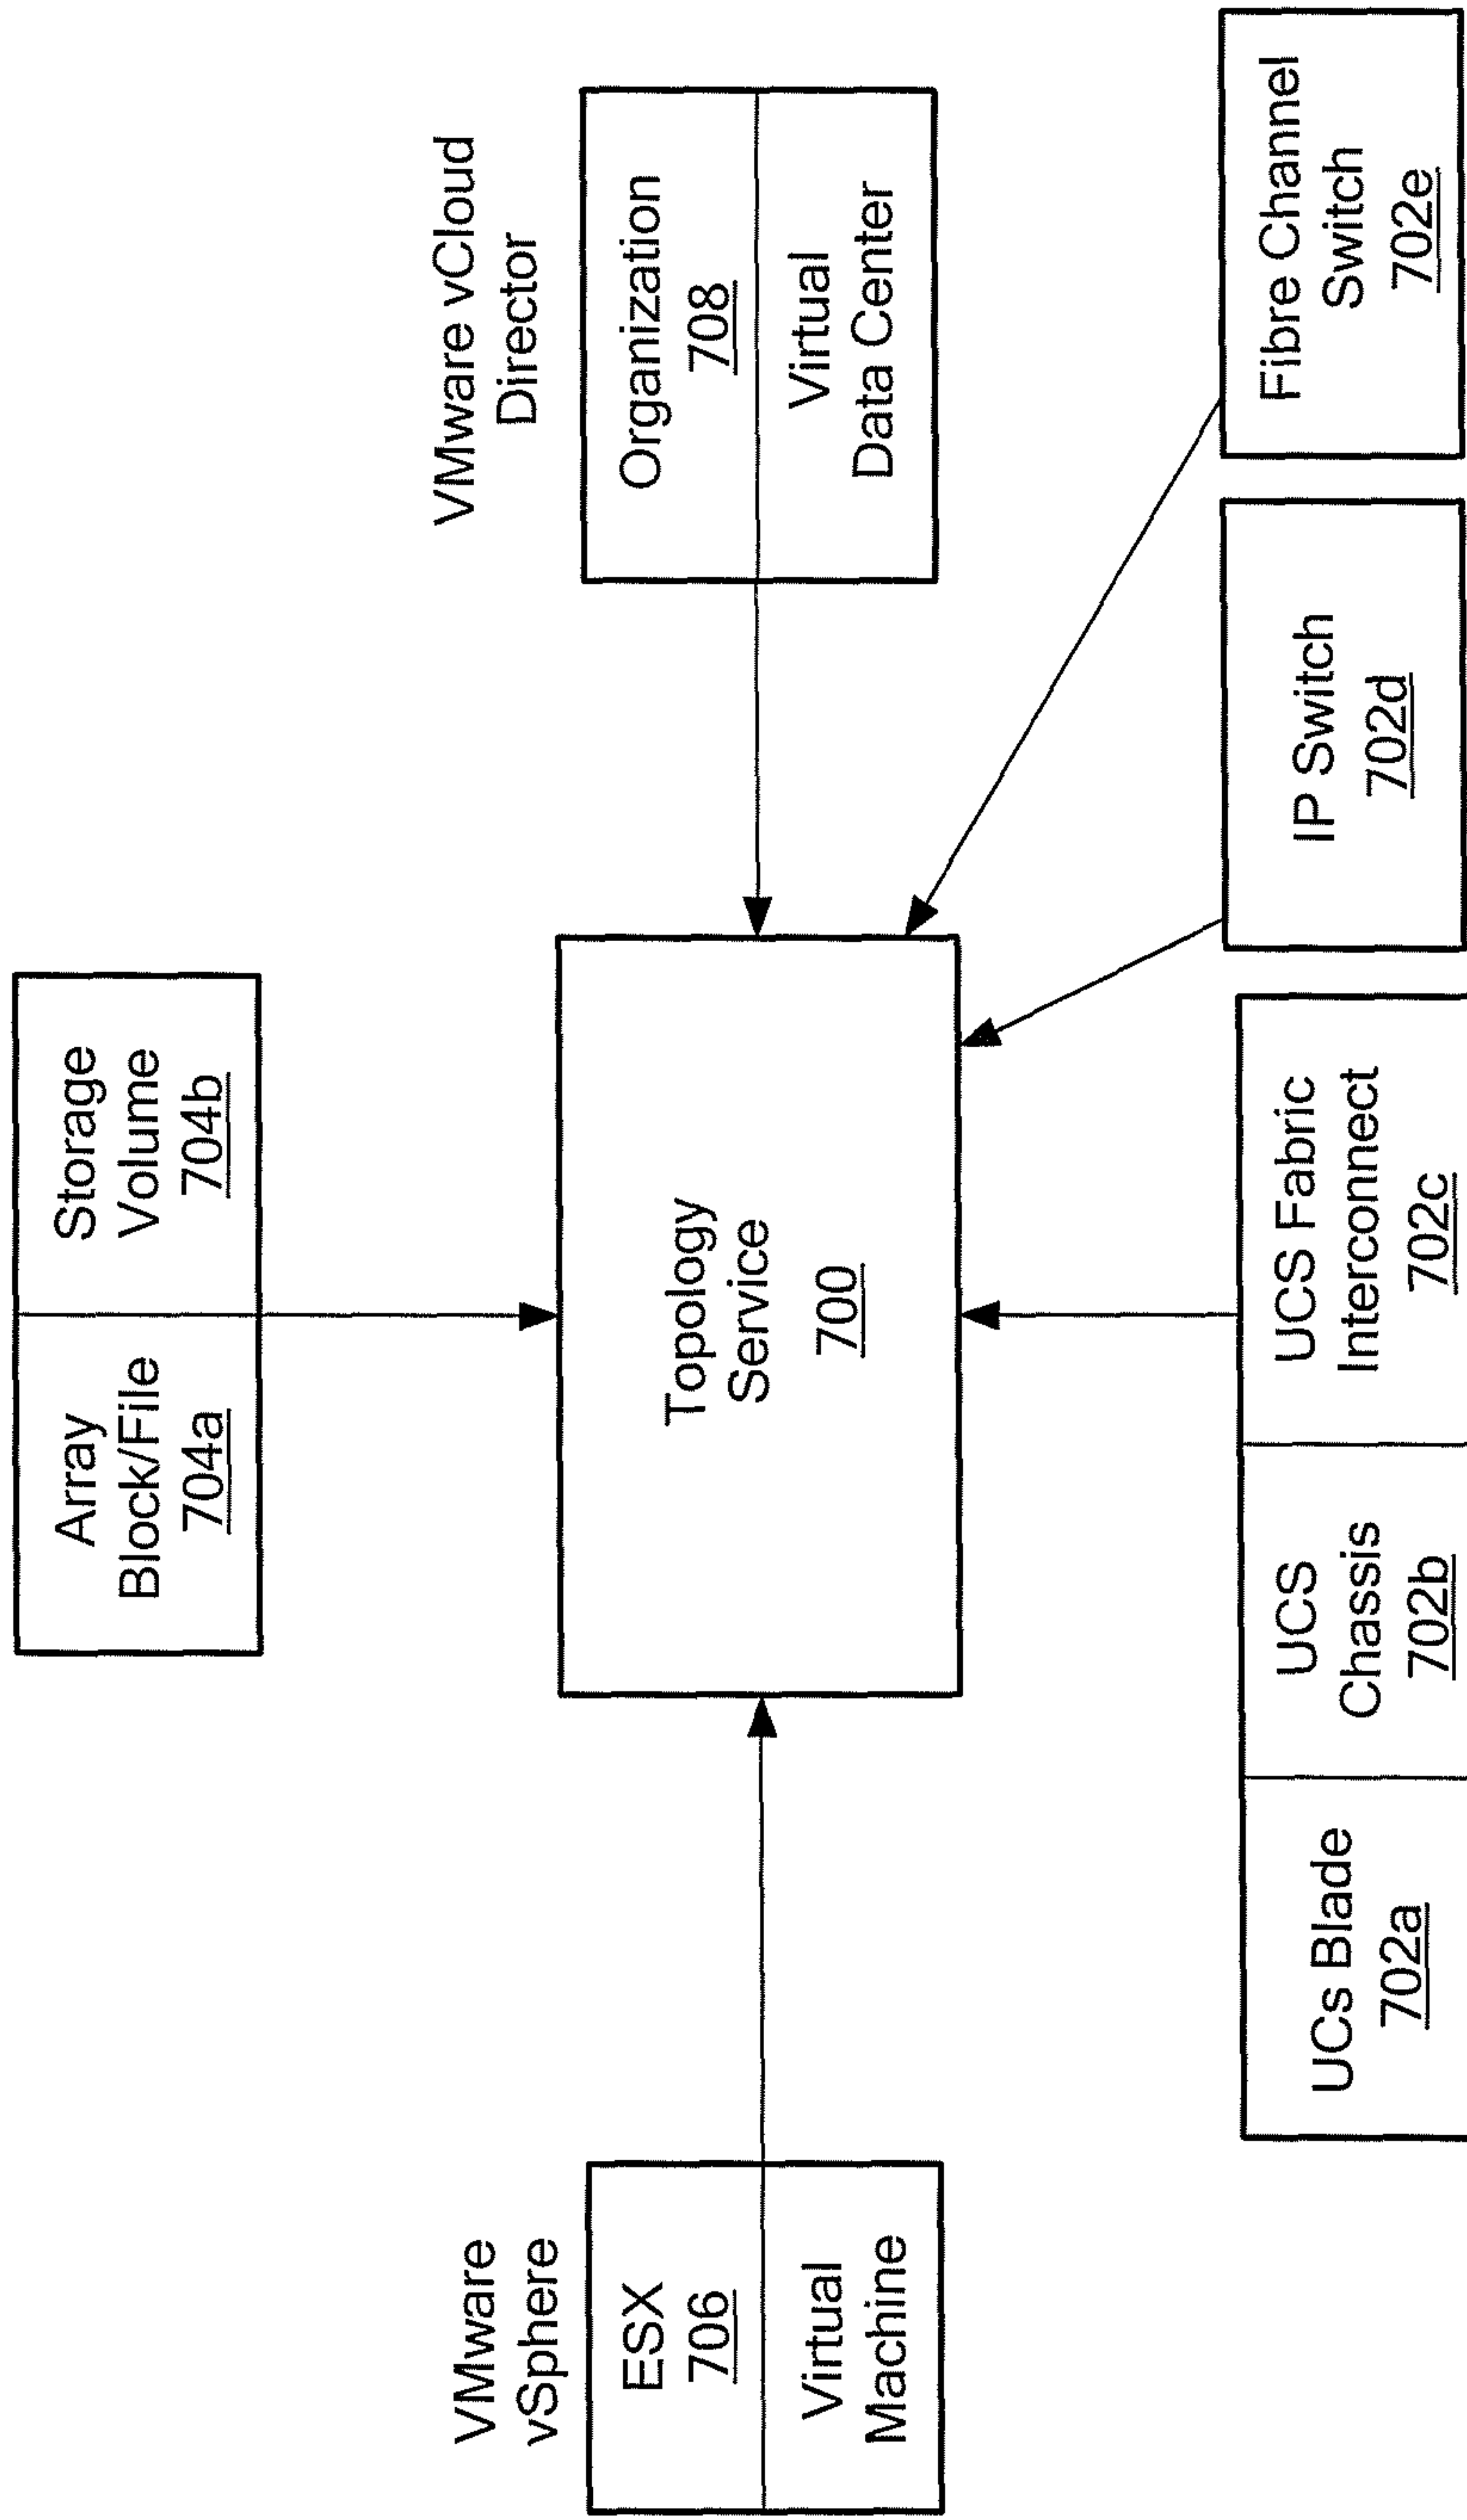 Array
Block/File
704a
Storage
Volume
704b
VMware
vSphere
ESX
706
Virtual
Machine
Topology
Service
700
VMware vCloud
Director
Organization
708
Virtual
Data Center
UCs Blade
702a
UCS
Chassis
702b
UCS Fabric
Interconnect
702c
IP Switch
702d
Fibre Channel
Switch
702e